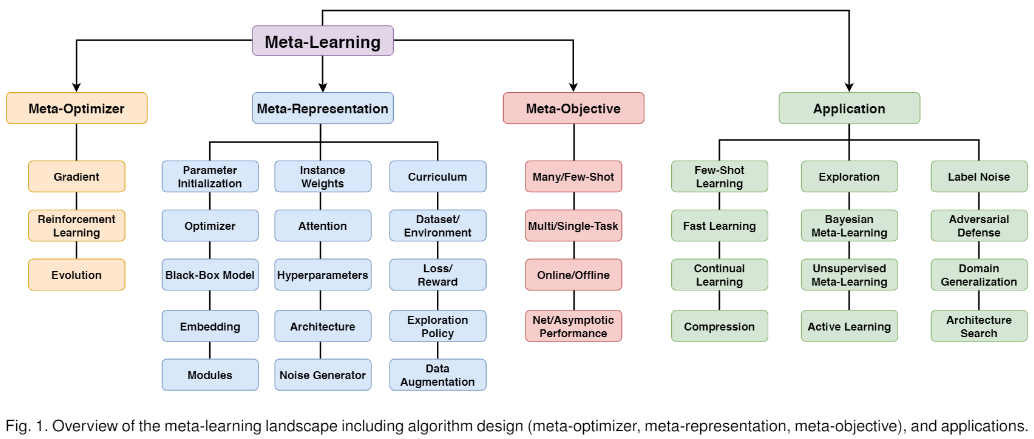 Meta-Learning
Meta-Optimizer
Meta-Representation
Meta-Objective
Application
Gradient
Reinforcement
Learning
Evolution
Parameter
Initialization
Optimizer
Black-Box Model
Embedding
Modules
Instance
Weights
Attention
Hyperparameters
Architecture
Noise Generator
Curriculum
Dataset/
Environment
Loss/
Reward
Exploration
Policy
Data
Augmentation
Many/Few-Shot
Multi/Single-Task
Online/Offline
Net/Asymptotic
Performance
Few-Shot
Learning
Fast Learning
Continual
Learning
Compression
Exploration
Bayesian
Meta-Learning
Unsupervised
Meta-Learning
Active Learning
Label Noise
Adversarial
Defense
Domain
Generalization
Architecture
Search
Fig. 1. Overview of the meta-learning landscape including algorithm design (meta-optimizer, meta-representation, meta-objective), and applications.